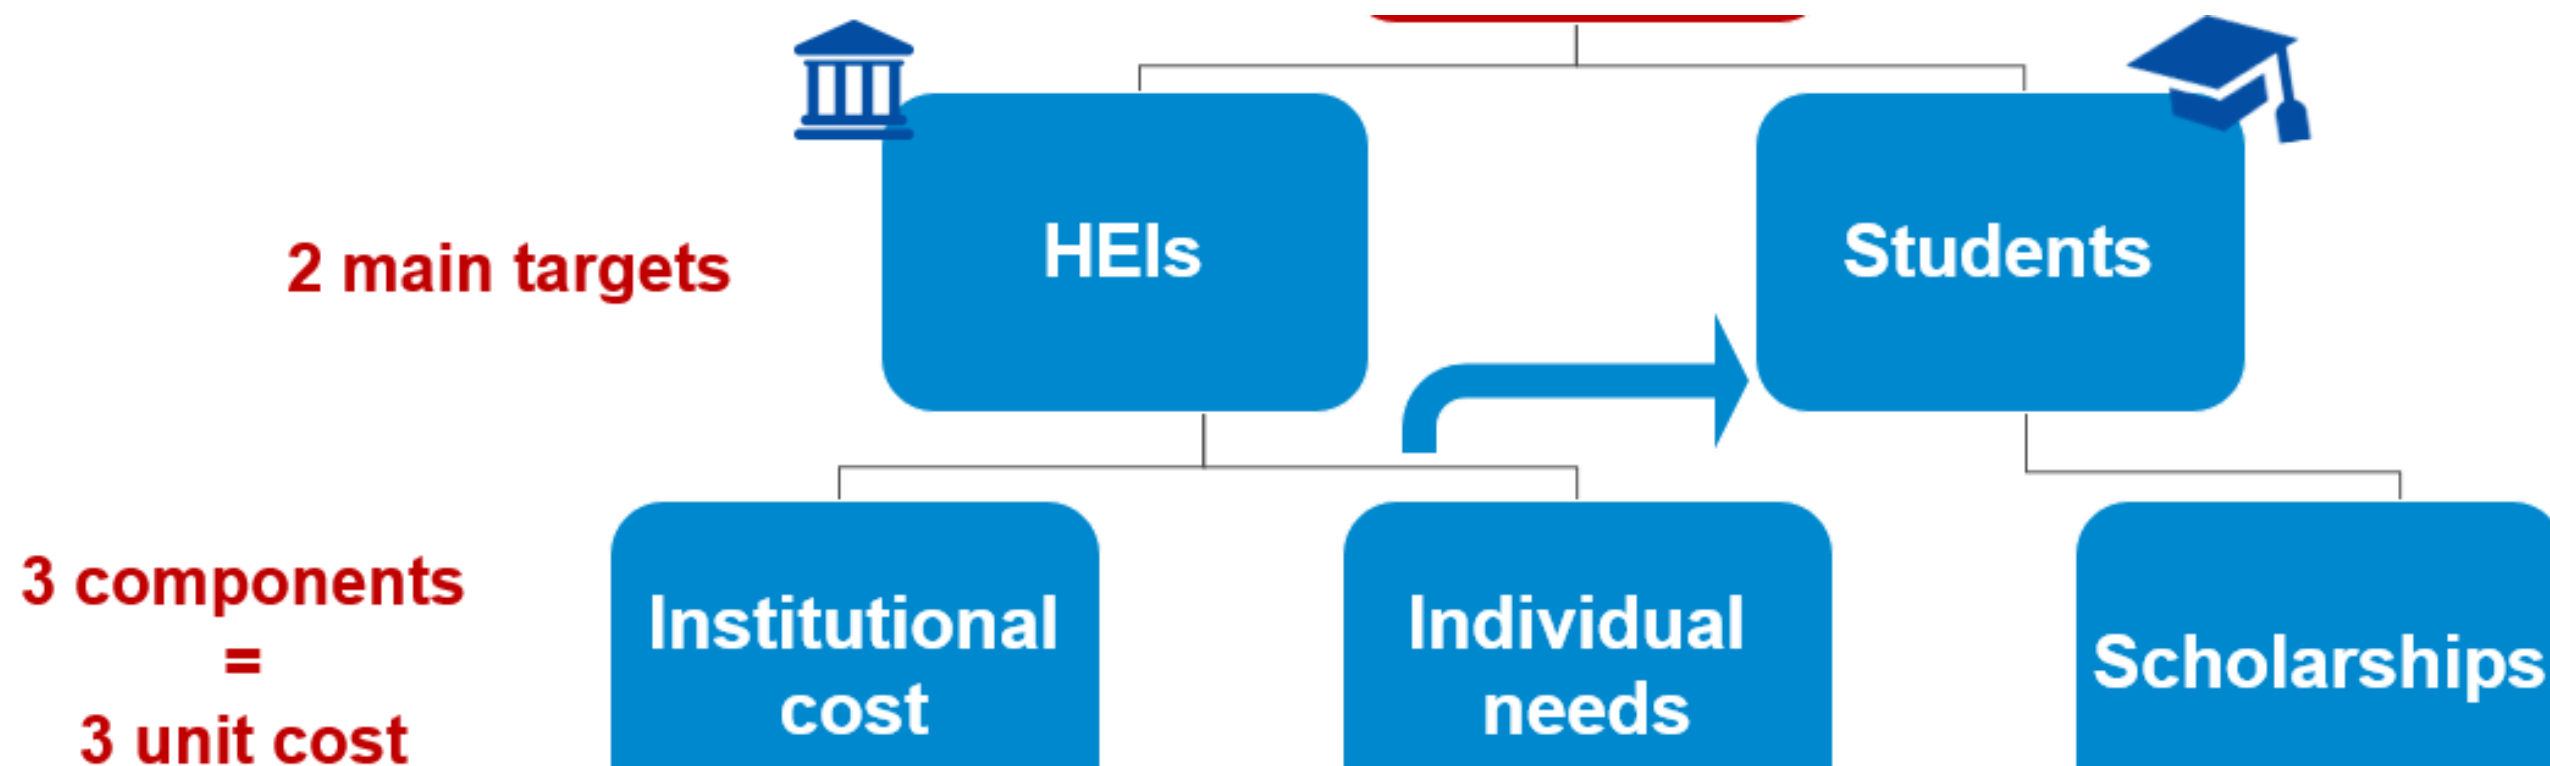 2 main targets
HEIs
Students
3 components
=
3 unit cost
Institutional
cost
Individual
needs
Scholarships